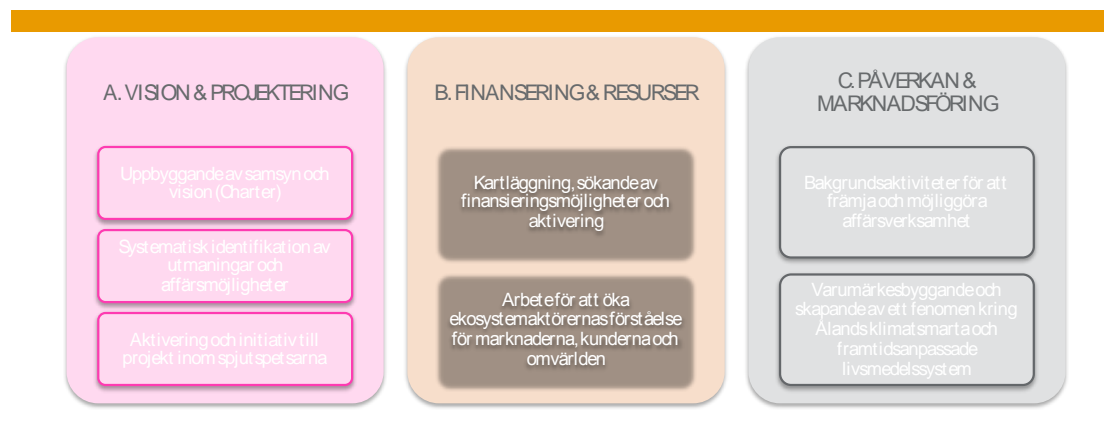 A. VISION & PROJEKTERING
Uppbyggande av samsyn och
vision (Charter)
Systematisk identifikation av
utmaningar och
affärsmöjligheter
Aktivering och initiativ till
projekt inom spjutspetsarna
B. FINANSERING & RESURSER
Kartläggning, sökande av
finansieringsmöjligheter och
aktivering
Arbete för att öka
ekosystemaktörernas förståelse
för marknaderna, kunderna och
omvärlden
C. PÅVERKAN &
MARKNADSFÖRING
Bakgrundsaktiviteter för att
främja och möjliggöra
affärsverksamhet
Varumärkesbyggande och
skapande av ett fenomen kring
Ålands klimatsmarta och
framtidsanpassade
livsmedelssystem